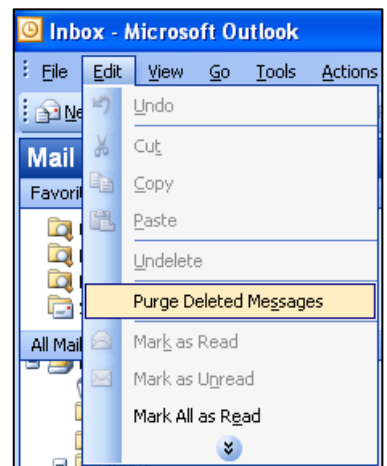 Inbox - Microsoft Outlook
File Edit View Go Tools Actions
Undo
Mail
Cut
Favori
Copy
Paste
Undelete
Purge Deleted Messages
All Mai
Mark as Read
Mark as Unread
Mark All as Read